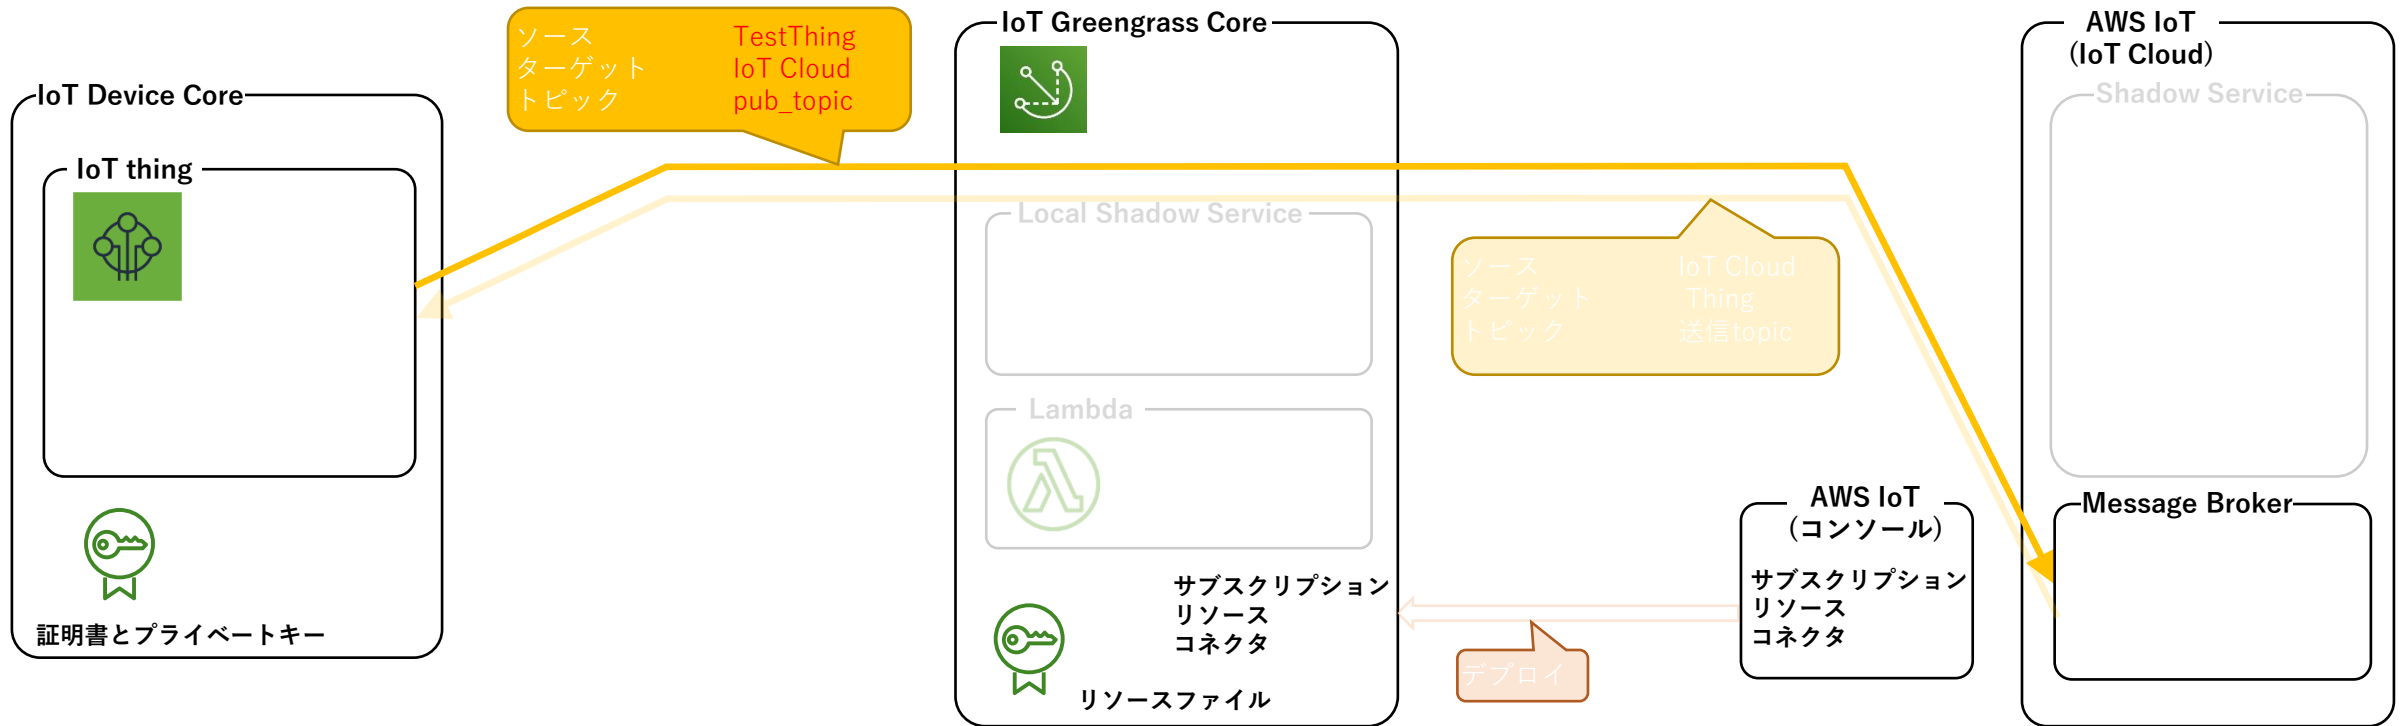 IoT Device Core
IoT thing
証明書とプライベートキー
ソース TestThing
ターゲット IoT Cloud
トピック pub_topic
IoT Greengrass Core
Local Shadow Service
Lambda
サブスクリプション
リソース
コネクタ
リソースファイル
ソース IoT Cloud
ターゲット Thing
トピック 送信topic
デプロイ
AWS IoT
(コンソール)
サブスクリプション
リソース
コネクタ
AWS IoT
(IoT Cloud)
Shadow Service
Message Broker